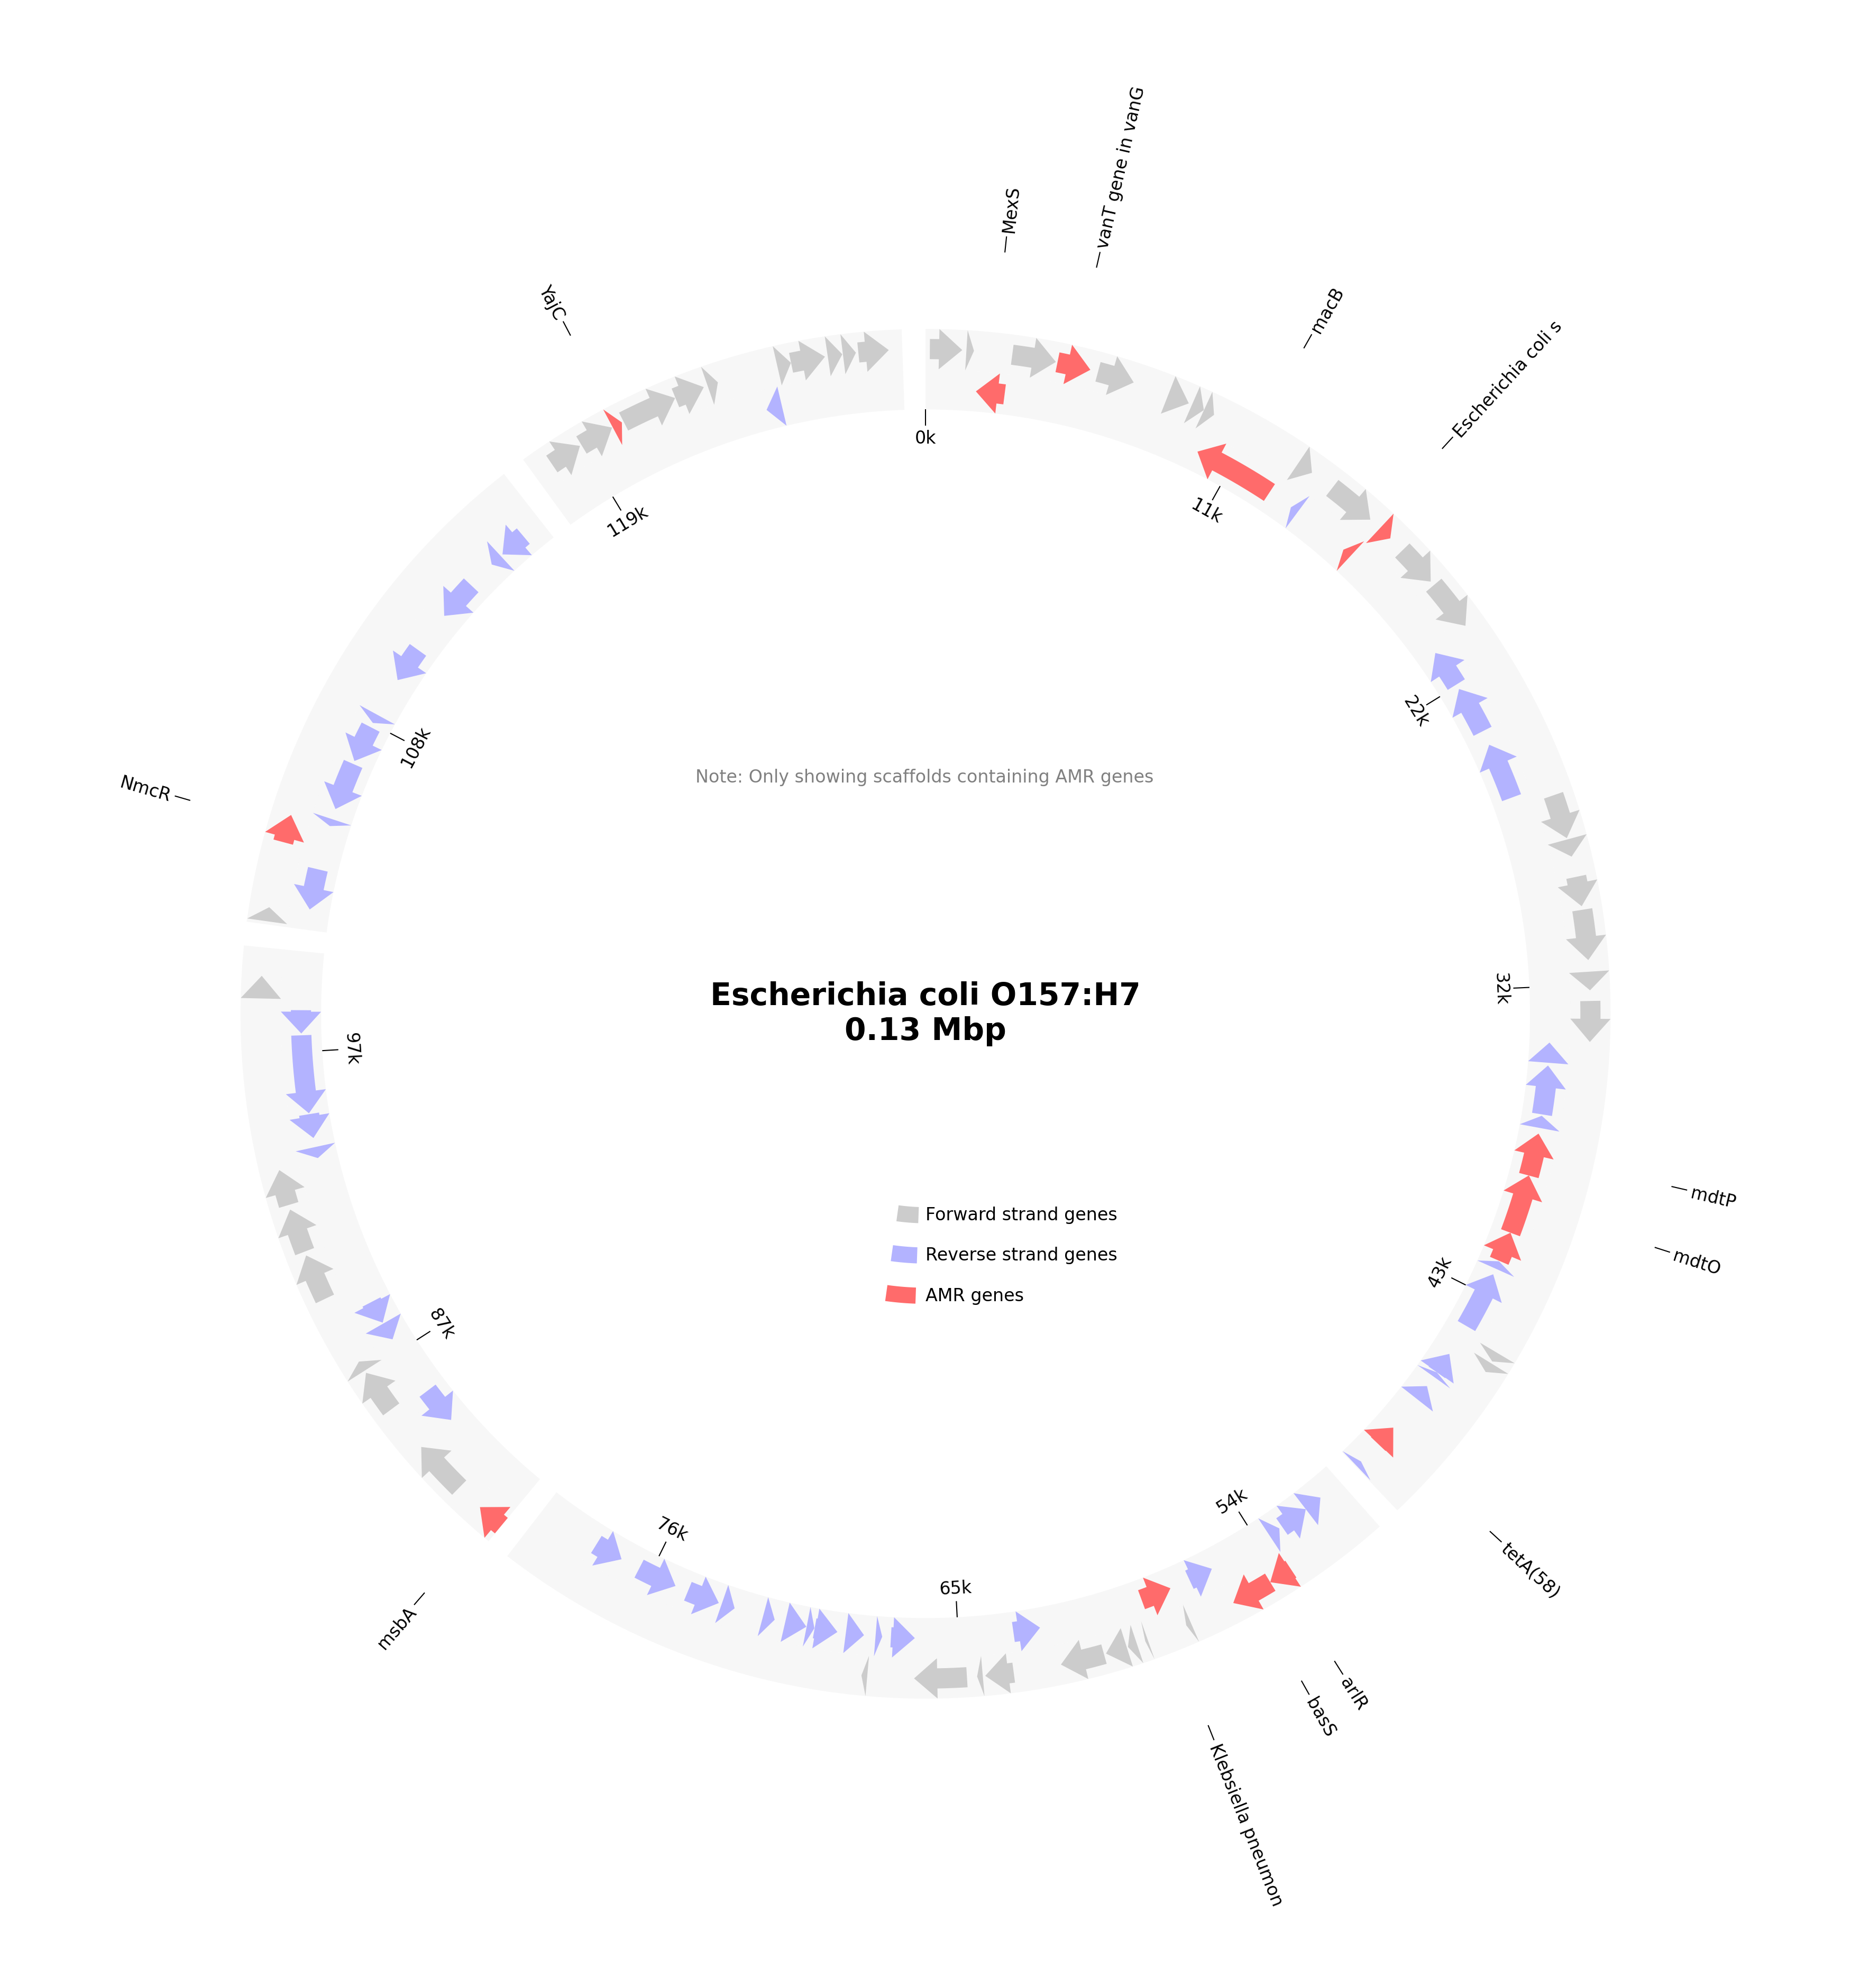 vanT gene in vanG
MexS
YajC
macB
Escherichia coli s
0k
11k
119k
22k
108k
NmcR
Note: Only showing scaffolds containing AMR genes
32k
Escherichia coli O157:H7
0.13 Mbp
97k
mdtP
Forward strand genes
mdtO
Reverse strand genes
43k
AMR genes
87k
54k
76k
tetA(58)
65k
msbA
arlR
basS
Klebsiella pneumon